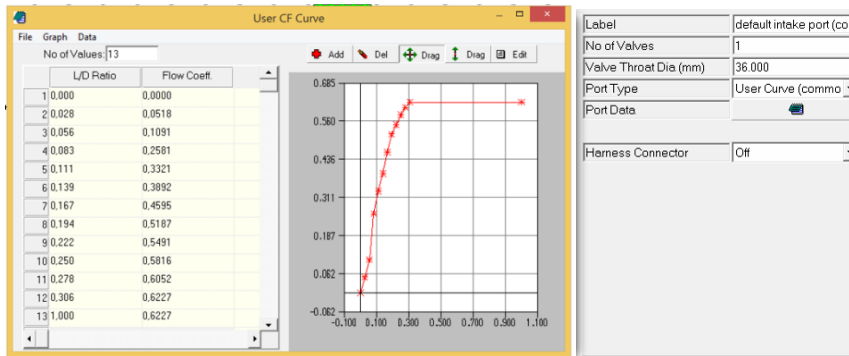 User CF Curve
File Graph Data
No of Values: 13
Add Del Drag Drag Edit
L/D Ratio Flow Coeff.
1 0,000 0,0000
2 0,028 0,0518
3 0,056 0,1091
4 0,083 0,2581
5 0,111 0,3321
6 0,139 0,3892
7 0,167 0,4595
8 0,194 0,5187
9 0,222 0,5491
10 0,250 0,5816
11 0,278 0,6052
12 0,306 0,6227
13 1,000 0,6227
0.685
0.560
0.436
0.311
0.187
0.062
-0.062
-0.100 0.100 0.300 0.500 0.700 0.900 1.100
Label default intake port (co
No of Valves 1
Valve Throat Dia (mm) 36.000
Port Type User Curve (commo
Port Data
Harness Connector Off